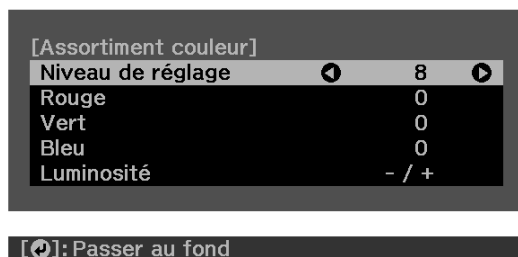 [Assortiment couleur]
Niveau de réglage 8
Rouge 0
Vert 0
Bleu 0
Luminosité - / +
[↵]: Passer au fond